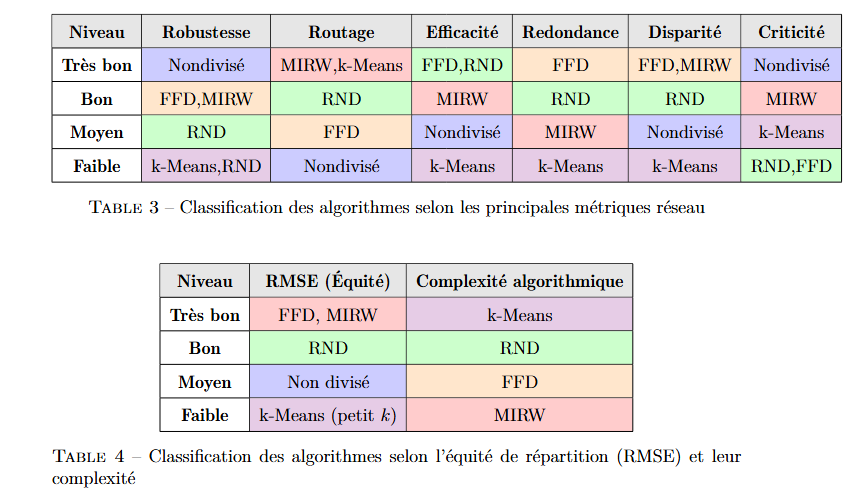 Niveau Robustesse Routage Efficacité Redondance Disparité Criticité
Très bon Nondivisé MIRW,k-Means FFD,RND FFD FFD,MIRW Nondivisé
Bon FFD,MIRW RND MIRW RND RND MIRW
Moyen RND FFD Nondivisé MIRW Nondivisé k-Means
Faible k-Means,RND Nondivisé k-Means k-Means k-Means RND,FFD
Table 3 – Classification des algorithmes selon les principales métriques réseau
Niveau RMSE (Équité) Complexité algorithmique
Très bon FFD, MIRW k-Means
Bon RND RND
Moyen Non divisé FFD
Faible k-Means (petit k) MIRW
Table 4 – Classification des algorithmes selon l'équité de répartition (RMSE) et leur
complexité